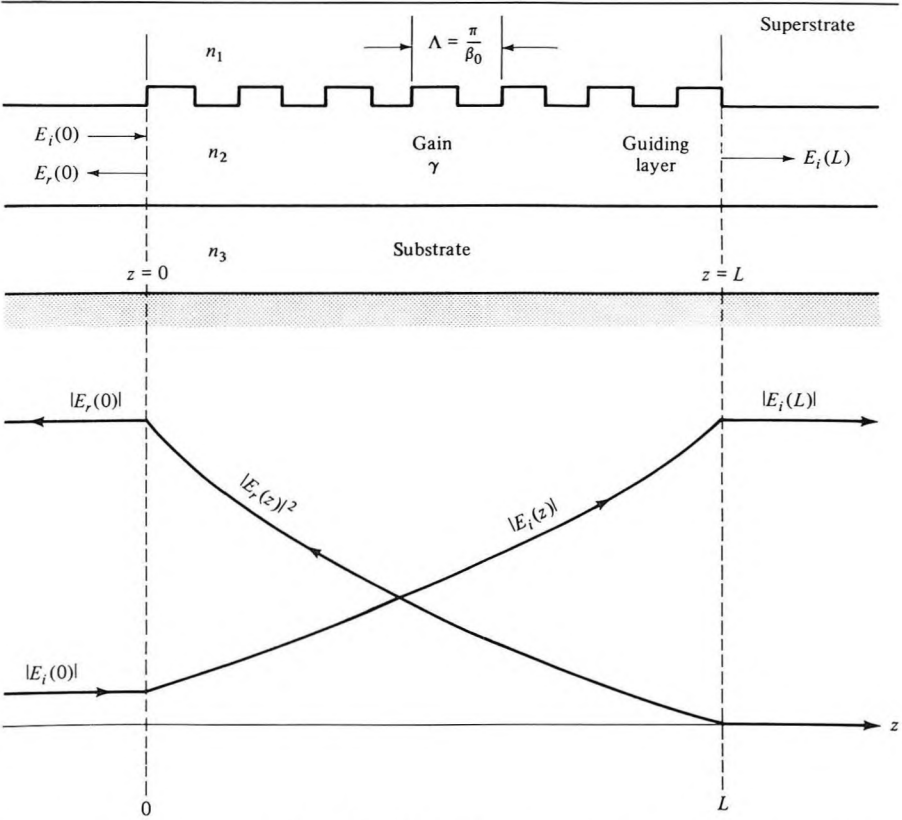 Superstrate
n₁
Λ = π/β₀
E_i(0)
E_r(0)
n₂
Gain
γ
Guiding
layer
E_i(L)
n₃
Substrate
z = 0
z = L
|E_r(0)|
|E_i(L)|
|E_r(z)|²
|E_i(z)|
|E_i(0)|
z
0
L